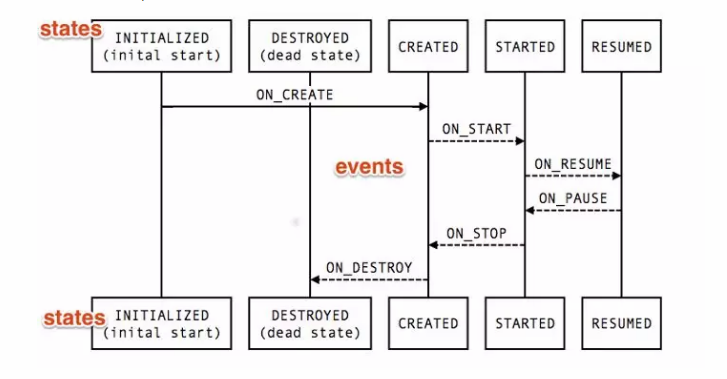 states
INITIALIZED
(inital start)
DESTROYED
(dead state)
CREATED
STARTED
RESUMED
ON_CREATE
ON_START
events
ON_RESUME
ON_PAUSE
ON_STOP
ON_DESTROY
states
INITIALIZED
(inital start)
DESTROYED
(dead state)
CREATED
STARTED
RESUMED